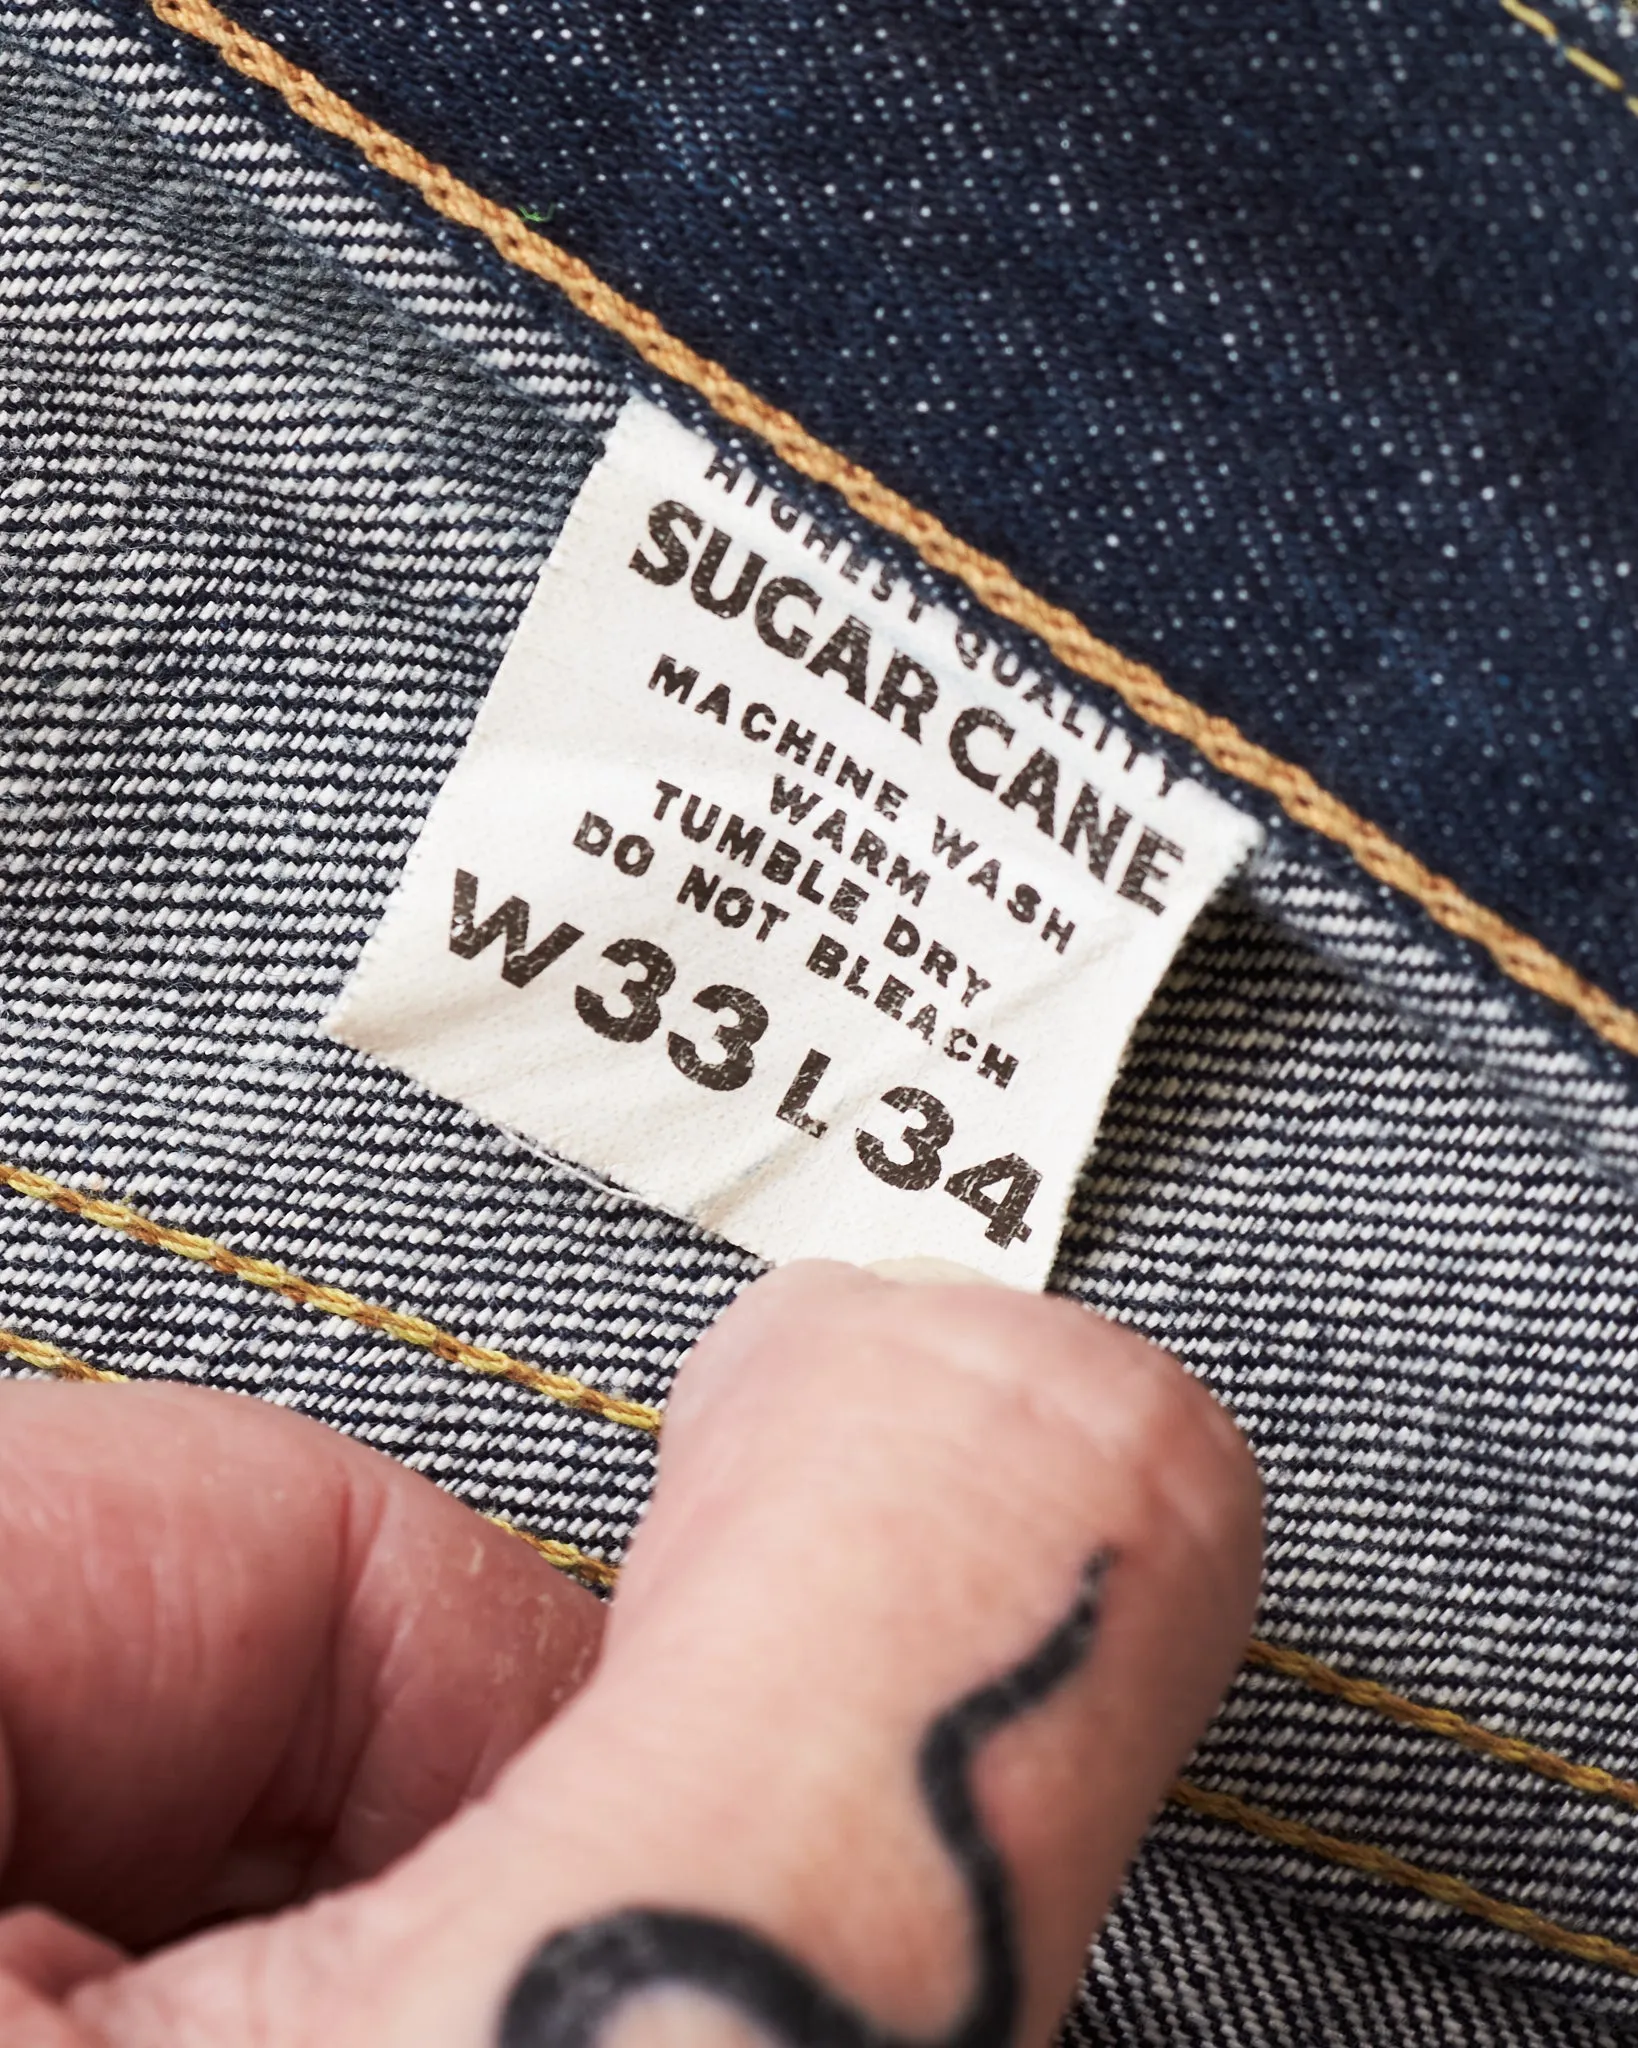 HIGHEST QUALITY
SUGAR CANE
MACHINE WASH
WARM
TUMBLE DRY
DO NOT BLEACH
W33 L34